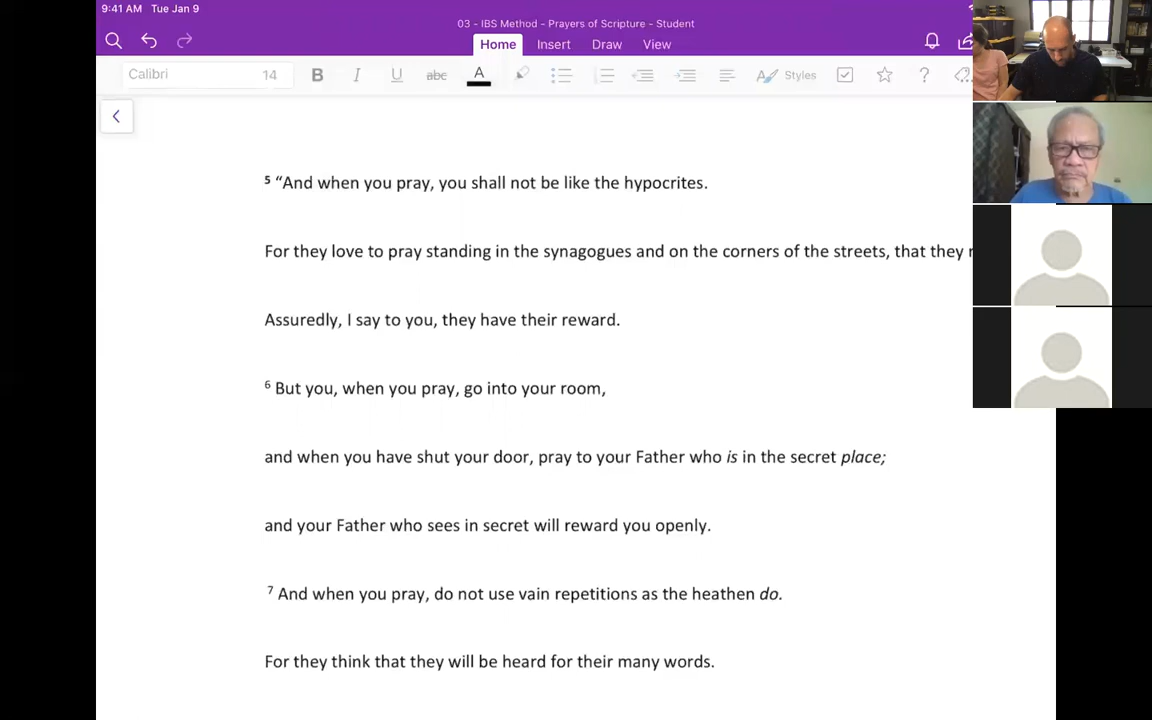 9:41 AM Tue Jan 9
03 - IBS Method - Prayers of Scripture - Student
Home Insert Draw View
Calibri 14 B I U abc A Styles ?
5 “And when you pray, you shall not be like the hypocrites.
For they love to pray standing in the synagogues and on the corners of the streets, that they
Assuredly, I say to you, they have their reward.
6 But you, when you pray, go into your room,
and when you have shut your door, pray to your Father who is in the secret place;
and your Father who sees in secret will reward you openly.
7 And when you pray, do not use vain repetitions as the heathen do.
For they think that they will be heard for their many words.